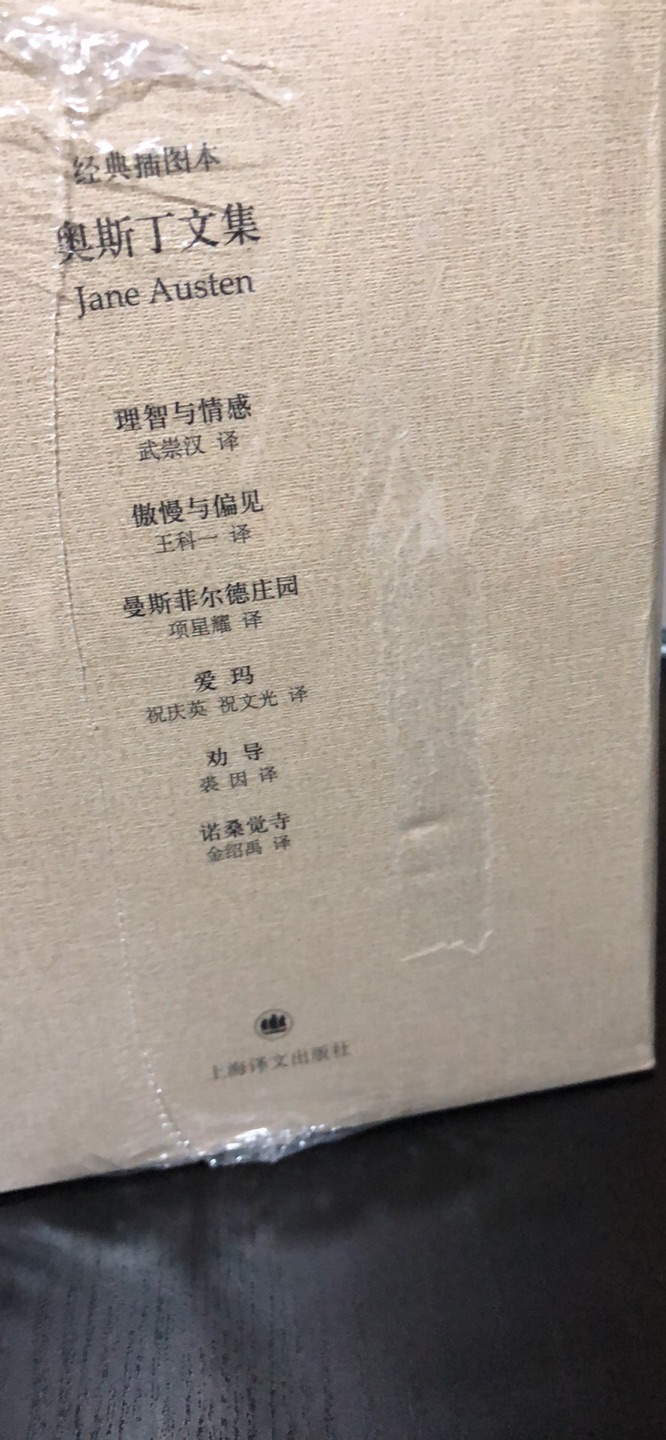 经典插图本
奥斯丁文集
Jane Austen
理智与情感
武崇汉 译
傲慢与偏见
王科一 译
曼斯菲尔德庄园
项星耀 译
爱 玛
祝庆英 祝文光 译
劝 导
裘 因 译
诺桑觉寺
金绍禹 译
上海译文出版社